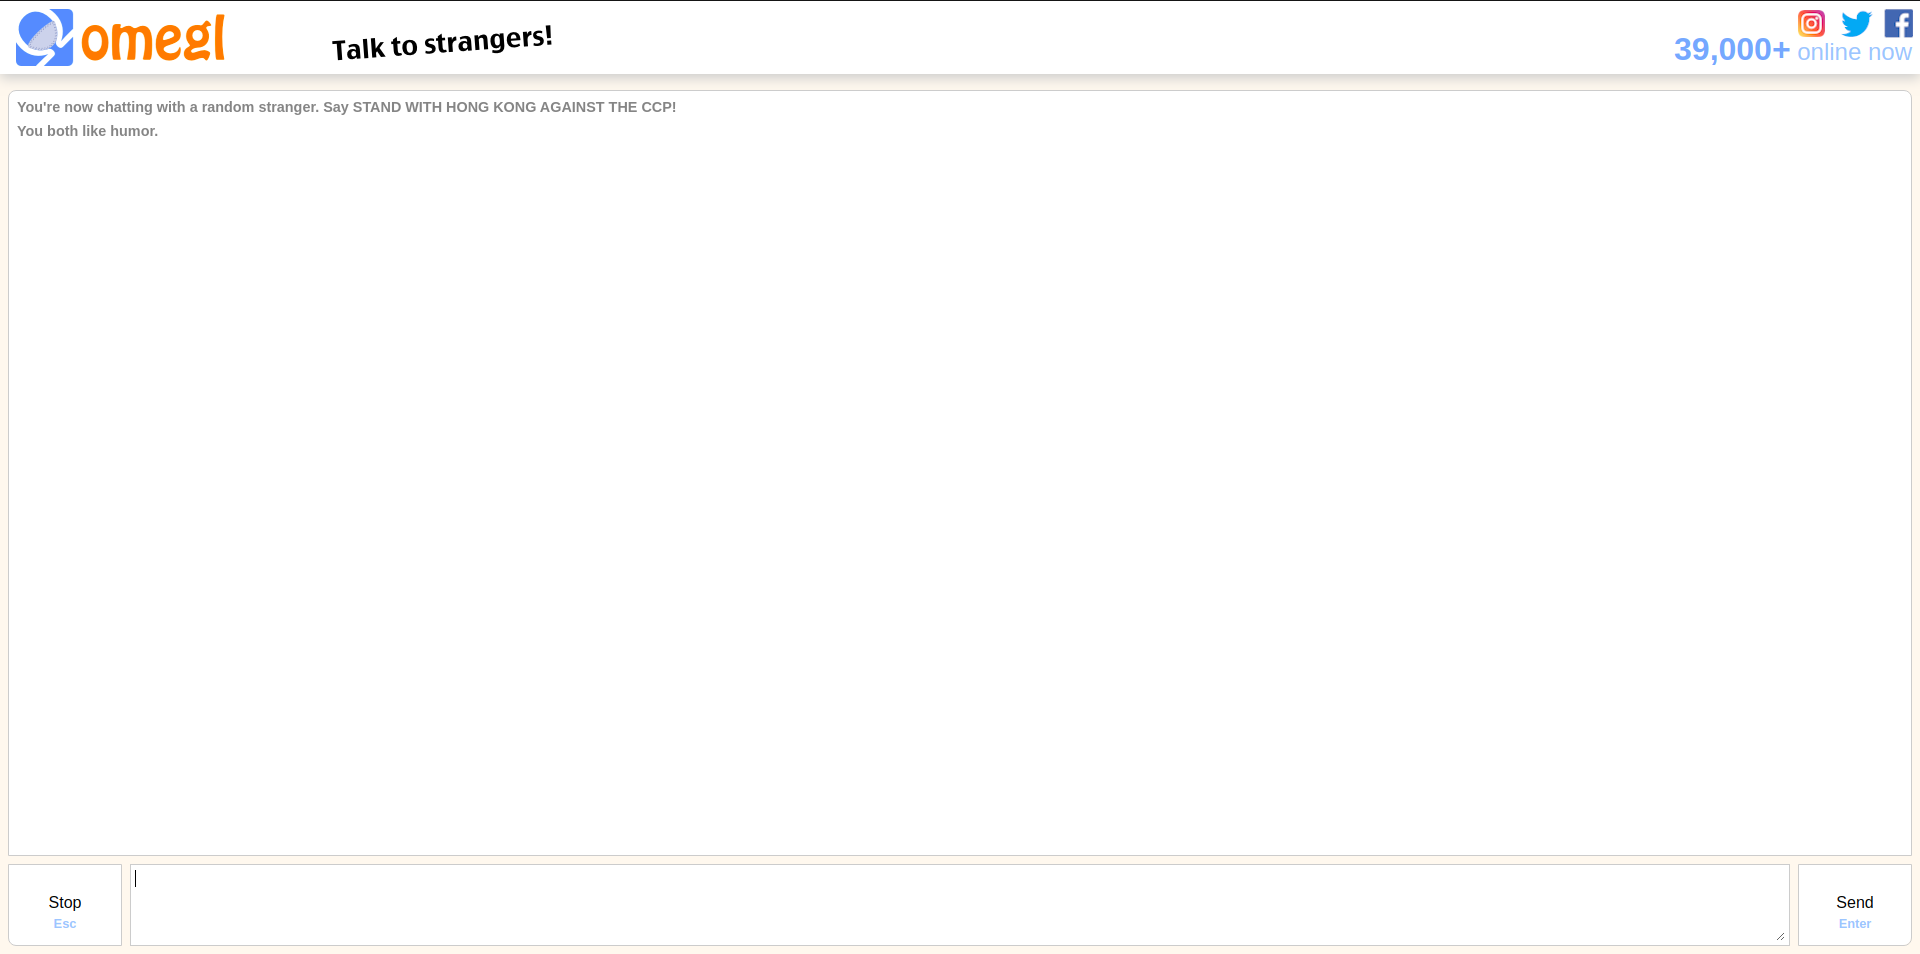 omegl
Talk to strangers!
39,000+ online now
You're now chatting with a random stranger. Say STAND WITH HONG KONG AGAINST THE CCP!
You both like humor.
Stop
Esc
Send
Enter